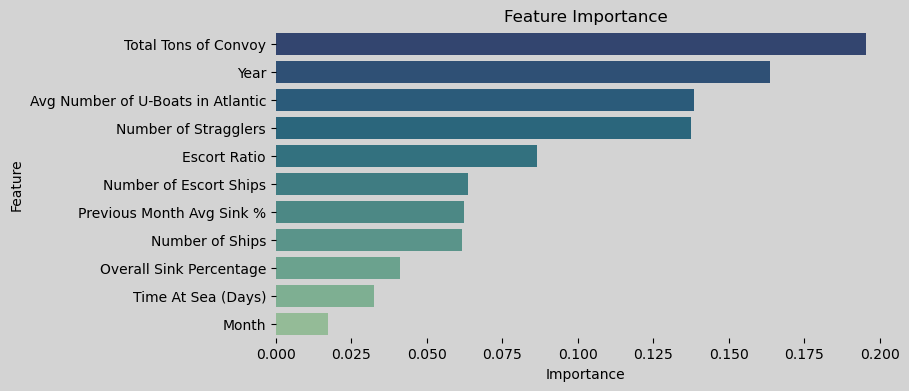 Feature Importance
Total Tons of Convoy
Year
Avg Number of U-Boats in Atlantic
Number of Stragglers
Escort Ratio
Number of Escort Ships
Previous Month Avg Sink %
Number of Ships
Overall Sink Percentage
Time At Sea (Days)
Month
Feature
0.000 0.025 0.050 0.075 0.100 0.125 0.150 0.175 0.200
Importance